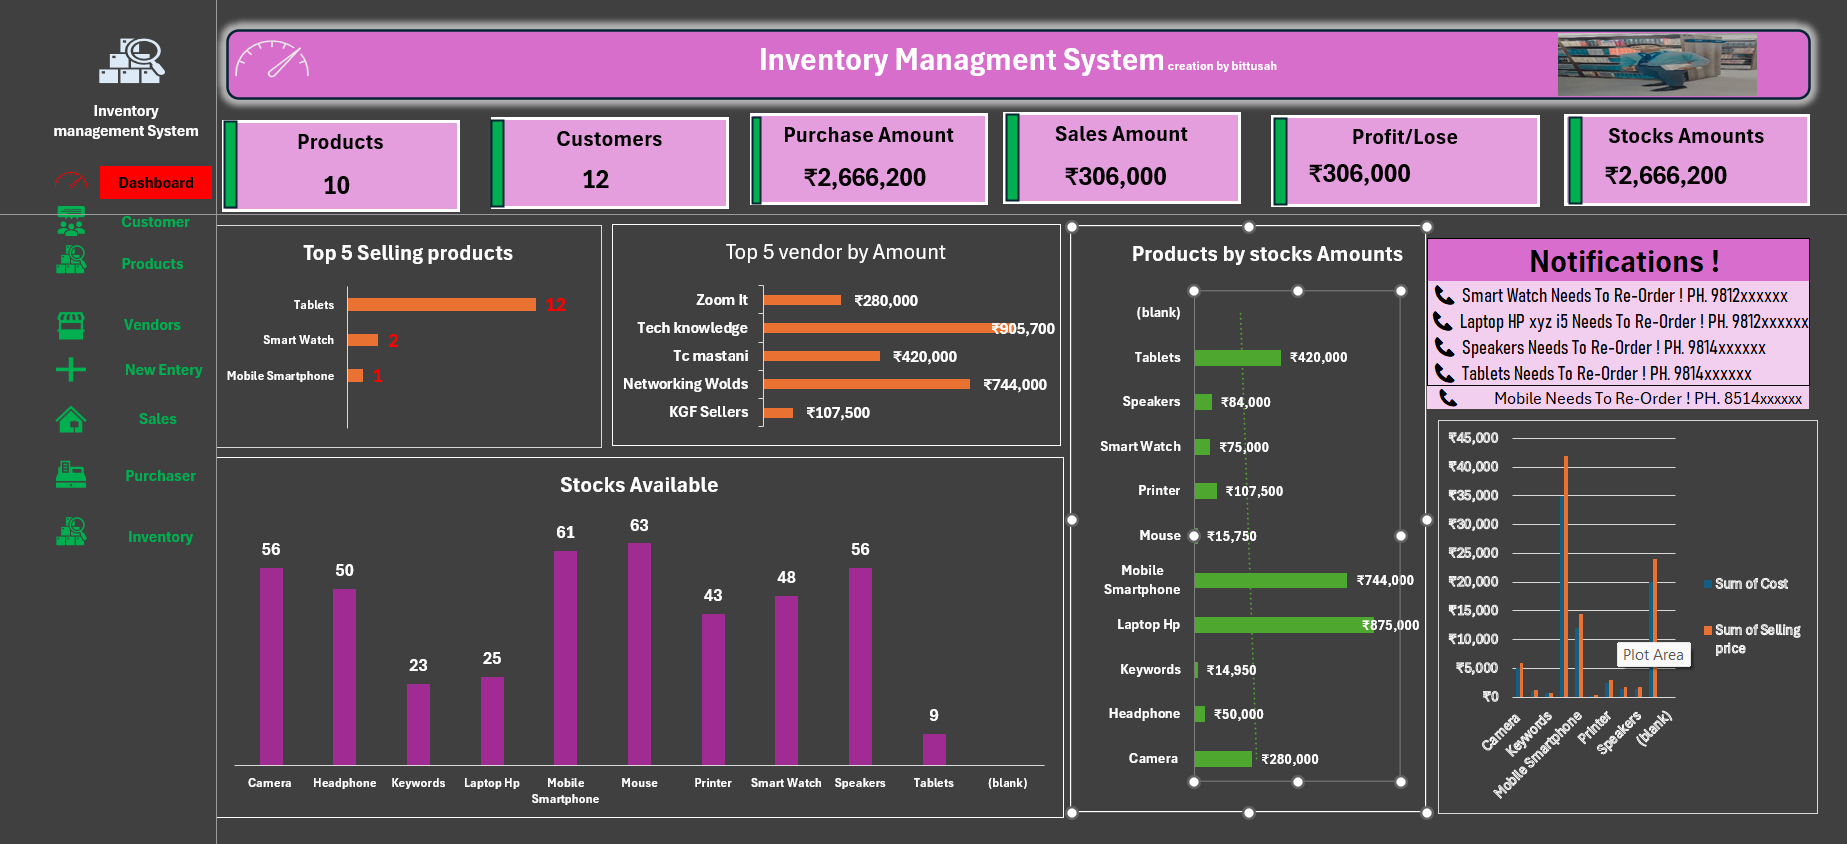 Inventory
management System
Dashboard
Customer
Products
Vendors
New Entery
Sales
Purchaser
Inventory
Inventory Managment System creation by bittusah
Products
10
Customers
12
Purchase Amount
₹2,666,200
Sales Amount
₹306,000
Profit/Lose
₹306,000
Stocks Amounts
₹2,666,200
Top 5 Selling products
Tablets 12
Smart Watch 2
Mobile Smartphone 1
Top 5 vendor by Amount
Zoom It ₹280,000
Tech knowledge ₹905,700
Tc mastani ₹420,000
Networking Wolds ₹744,000
KGF Sellers ₹107,500
Stocks Available
56
50
23
25
61
63
43
48
56
9
Camera
Headphone
Keywords
Laptop Hp
Mobile
Smartphone
Mouse
Printer
Smart Watch
Speakers
Tablets
(blank)
Products by stocks Amounts
(blank)
Tablets ₹420,000
Speakers ₹84,000
Smart Watch ₹75,000
Printer ₹107,500
Mouse ₹15,750
Mobile
Smartphone ₹744,000
Laptop Hp ₹875,000
Keywords ₹14,950
Headphone ₹50,000
Camera ₹280,000
Notifications !
Smart Watch Needs To Re-Order ! PH. 9812xxxxxx
Laptop HP xyz i5 Needs To Re-Order ! PH. 9812xxxxxx
Speakers Needs To Re-Order ! PH. 9814xxxxxx
Tablets Needs To Re-Order ! PH. 9814xxxxxx
Mobile Needs To Re-Order ! PH. 8514xxxxxx
₹45,000
₹40,000
₹35,000
₹30,000
₹25,000
₹20,000
₹15,000
₹10,000
₹5,000
₹0
Camera
Keywords
Mobile Smartphone
Printer
Speakers
(blank)
Sum of Cost
Sum of Selling
price
Plot Area